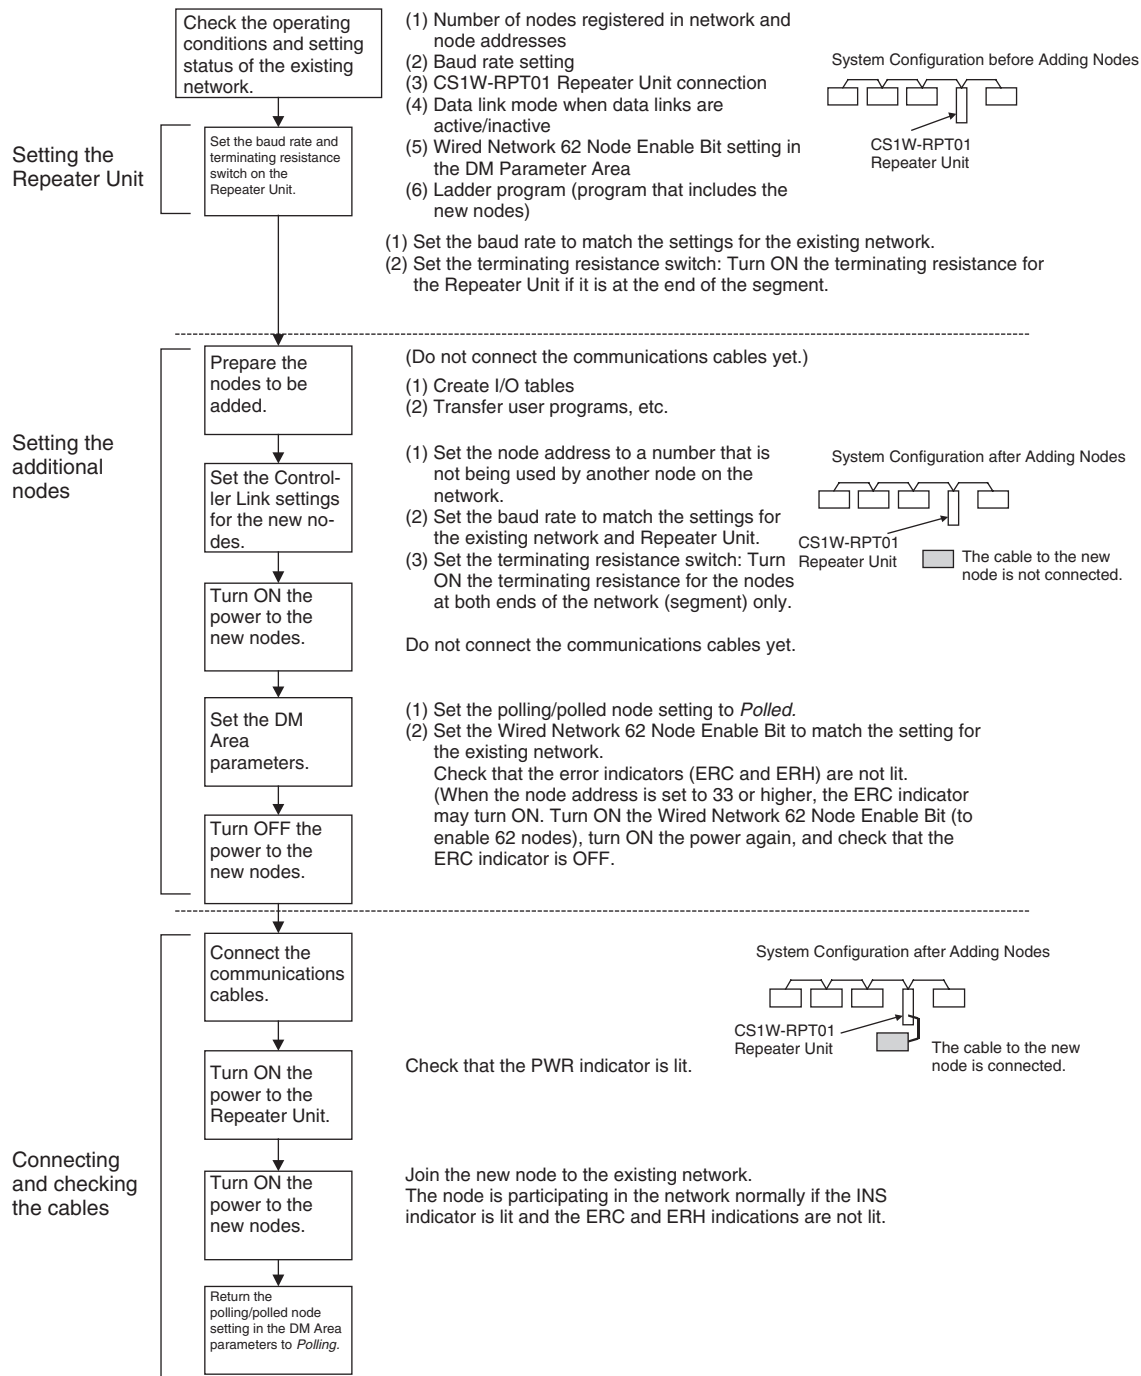 Check the operating
conditions and setting
status of the existing
network.
(1) Number of nodes registered in network and
node addresses
(2) Baud rate setting
(3) CS1W-RPT01 Repeater Unit connection
(4) Data link mode when data links are
active/inactive
(5) Wired Network 62 Node Enable Bit setting in
the DM Parameter Area
(6) Ladder program (program that includes the
new nodes)
System Configuration before Adding Nodes
CS1W-RPT01
Repeater Unit
Setting the
Repeater Unit
Set the baud rate and
terminating resistance
switch on the
Repeater Unit.
(1) Set the baud rate to match the settings for the existing network.
(2) Set the terminating resistance switch: Turn ON the terminating resistance for
the Repeater Unit if it is at the end of the segment.
Setting the
additional
nodes
Prepare the
nodes to be
added.
(Do not connect the communications cables yet.)
(1) Create I/O tables
(2) Transfer user programs, etc.
Set the Control-
ler Link settings
for the new no-
des.
(1) Set the node address to a number that is
not being used by another node on the
network.
(2) Set the baud rate to match the settings for
the existing network and Repeater Unit.
(3) Set the terminating resistance switch: Turn
ON the terminating resistance for the nodes
at both ends of the network (segment) only.
System Configuration after Adding Nodes
CS1W-RPT01
Repeater Unit
The cable to the new
node is not connected.
Turn ON the
power to the
new nodes.
Do not connect the communications cables yet.
Set the DM
Area
parameters.
(1) Set the polling/polled node setting to Polled.
(2) Set the Wired Network 62 Node Enable Bit to match the setting for
the existing network.
Check that the error indicators (ERC and ERH) are not lit.
(When the node address is set to 33 or higher, the ERC indicator
may turn ON. Turn ON the Wired Network 62 Node Enable Bit (to
enable 62 nodes), turn ON the power again, and check that the
ERC indicator is OFF.
Turn OFF the
power to the
new nodes.
Connecting
and checking
the cables
Connect the
communications
cables.
System Configuration after Adding Nodes
CS1W-RPT01
Repeater Unit
The cable to the new
node is connected.
Turn ON the
power to the
Repeater Unit.
Check that the PWR indicator is lit.
Turn ON the
power to the
new nodes.
Join the new node to the existing network.
The node is participating in the network normally if the INS
indicator is lit and the ERC and ERH indications are not lit.
Return the
polling/polled node
setting in the DM Area
parameters to Polling.